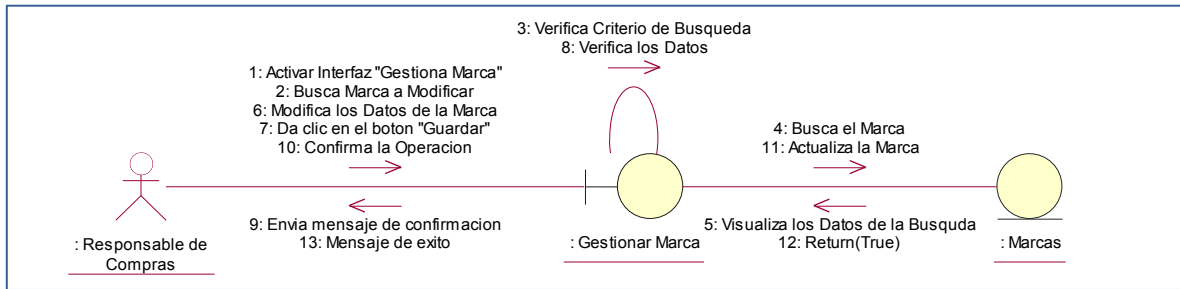 3: Verifica Criterio de Busqueda
8: Verifica los Datos
1: Activar Interfaz "Gestiona Marca"
2: Busca Marca a Modificar
6: Modifica los Datos de la Marca
7: Da clic en el boton "Guardar"
10: Confirma la Operacion
4: Busca el Marca
11: Actualiza la Marca
9: Envia mensaje de confirmacion
13: Mensaje de exito
5: Visualiza los Datos de la Busquda
12: Return(True)
: Responsable de
Compras
: Gestionar Marca
: Marcas